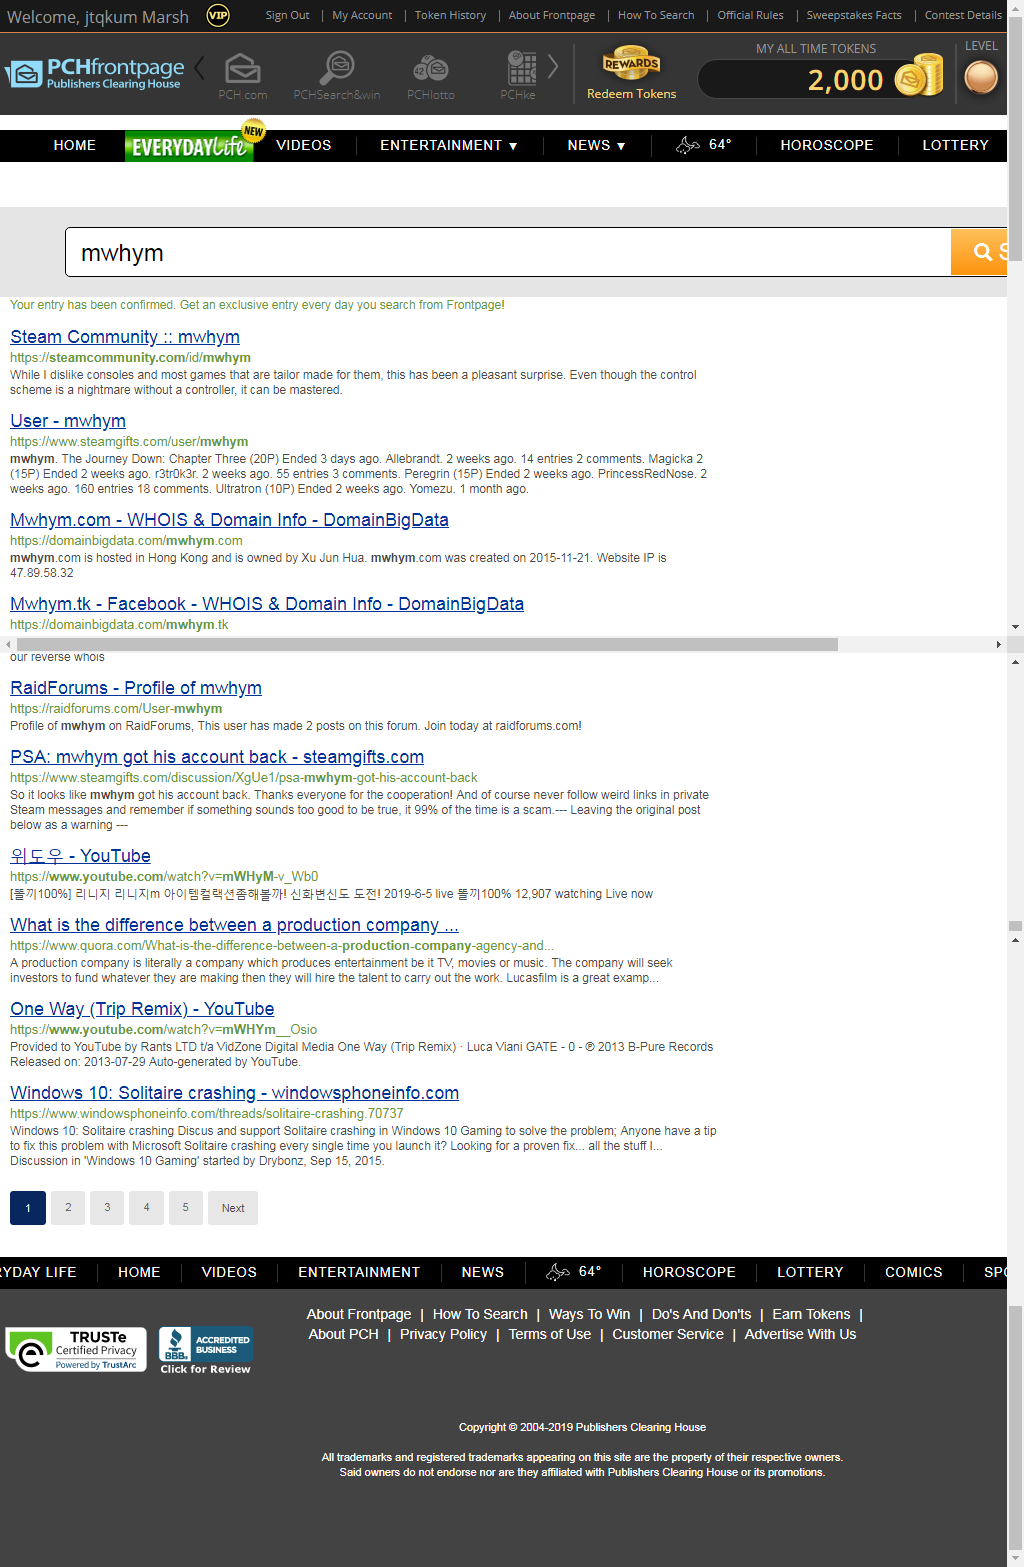 Welcome, jtqkum Marsh VIP Sign Out | My Account | Token History | About Frontpage | How To Search | Official Rules | Sweepstakes Facts | Contest Details
PCHfrontpage
Publishers Clearing House
PCH.com PCHSearch&win PCHlotto PCHke
REWARDS
Redeem Tokens
MY ALL TIME TOKENS
2,000
LEVEL
HOME EVERYDAY Life NEW VIDEOS ENTERTAINMENT ▼ NEWS ▼ 64° HOROSCOPE LOTTERY
mwhym S
Your entry has been confirmed. Get an exclusive entry every day you search from Frontpage!
Steam Community :: mwhym
https://steamcommunity.com/id/mwhym
While I dislike consoles and most games that are tailor made for them, this has been a pleasant surprise. Even though the control
scheme is a nightmare without a controller, it can be mastered.
User - mwhym
https://www.steamgifts.com/user/mwhym
mwhym. The Journey Down: Chapter Three (20P) Ended 3 days ago. Allebrandt. 2 weeks ago. 14 entries 2 comments. Magicka 2
(15P) Ended 2 weeks ago. r3tr0k3r. 2 weeks ago. 55 entries 3 comments. Peregrin (15P) Ended 2 weeks ago. PrincessRedNose. 2
weeks ago. 160 entries 18 comments. Ultratron (10P) Ended 2 weeks ago. Yomezu. 1 month ago.
Mwhym.com - WHOIS & Domain Info - DomainBigData
https://domainbigdata.com/mwhym.com
mwhym.com is hosted in Hong Kong and is owned by Xu Jun Hua. mwhym.com was created on 2015-11-21. Website IP is
47.89.58.32
Mwhym.tk - Facebook - WHOIS & Domain Info - DomainBigData
https://domainbigdata.com/mwhym.tk
our reverse whois
RaidForums - Profile of mwhym
https://raidforums.com/User-mwhym
Profile of mwhym on RaidForums, This user has made 2 posts on this forum. Join today at raidforums.com!
PSA: mwhym got his account back - steamgifts.com
https://www.steamgifts.com/discussion/XgUe1/psa-mwhym-got-his-account-back
So it looks like mwhym got his account back. Thanks everyone for the cooperation! And of course never follow weird links in private
Steam messages and remember if something sounds too good to be true, it 99% of the time is a scam.--- Leaving the original post
below as a warning ---
위도우 - YouTube
https://www.youtube.com/watch?v=mWHyM-v_Wb0
[똘끼100%] 리니지 리니지m 아이템컬랙션좀해볼까! 신화변신도 도전! 2019-6-5 live 똘끼100% 12,907 watching Live now
What is the difference between a production company ...
https://www.quora.com/What-is-the-difference-between-a-production-company-agency-and...
A production company is literally a company which produces entertainment be it TV, movies or music. The company will seek
investors to fund whatever they are making then they will hire the talent to carry out the work. Lucasfilm is a great examp...
One Way (Trip Remix) - YouTube
https://www.youtube.com/watch?v=mWHYm__Osio
Provided to YouTube by Rants LTD t/a VidZone Digital Media One Way (Trip Remix) · Luca Viani GATE - 0 - ℗ 2013 B-Pure Records
Released on: 2013-07-29 Auto-generated by YouTube.
Windows 10: Solitaire crashing - windowsphoneinfo.com
https://www.windowsphoneinfo.com/threads/solitaire-crashing.70737
Windows 10: Solitaire crashing Discus and support Solitaire crashing in Windows 10 Gaming to solve the problem; Anyone have a tip
to fix this problem with Microsoft Solitaire crashing every single time you launch it? Looking for a proven fix... all the stuff I...
Discussion in 'Windows 10 Gaming' started by Drybonz, Sep 15, 2015.
1 2 3 4 5 Next
RYDAY LIFE HOME VIDEOS ENTERTAINMENT NEWS 64° HOROSCOPE LOTTERY COMICS SPO
About Frontpage | How To Search | Ways To Win | Do's And Don'ts | Earn Tokens |
About PCH | Privacy Policy | Terms of Use | Customer Service | Advertise With Us
TRUSTe
Certified Privacy
Powered by TrustArc
BBB. ACCREDITED BUSINESS
Click for Review
Copyright © 2004-2019 Publishers Clearing House
All trademarks and registered trademarks appearing on this site are the property of their respective owners.
Said owners do not endorse nor are they affiliated with Publishers Clearing House or its promotions.